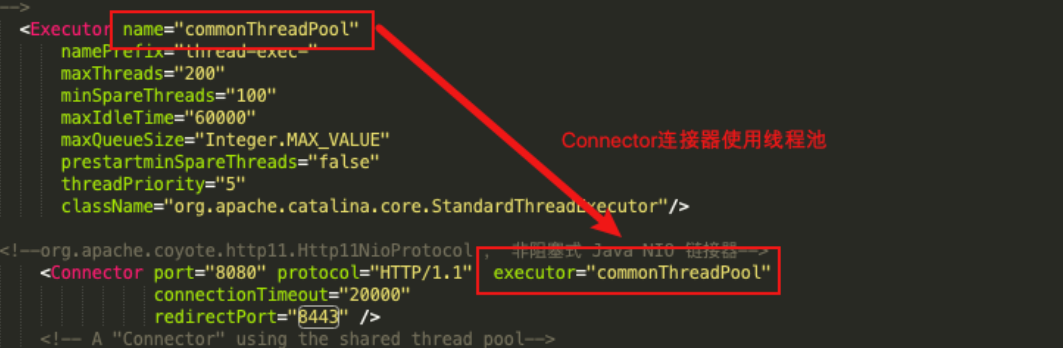 -->
<Executor name="commonThreadPool"
namePrefix="thread-exec-"
maxThreads="200"
minSpareThreads="100"
maxIdleTime="60000"
maxQueueSize="Integer.MAX_VALUE"
prestartminSpareThreads="false"
threadPriority="5"
className="org.apache.catalina.core.StandardThreadExecutor"/>
Connector连接器使用线程池
<!--org.apache.coyote.http11.Http11NioProtocol , 非阻塞式 Java NIO 链接器-->
<Connector port="8080" protocol="HTTP/1.1" executor="commonThreadPool"
connectionTimeout="20000"
redirectPort="8443" />
<!-- A "Connector" using the shared thread pool-->